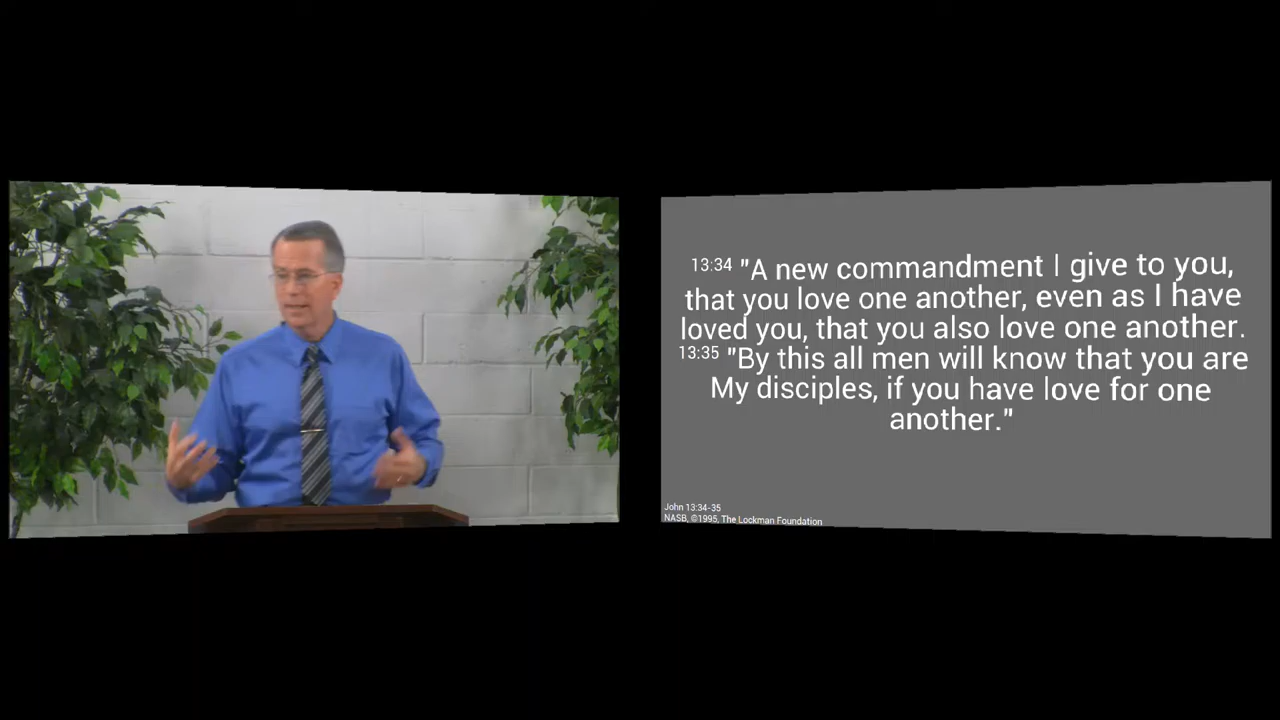 13:34 "A new commandment I give to you,
that you love one another, even as I have
loved you, that you also love one another.
13:35 "By this all men will know that you are
My disciples, if you have love for one
another."
John 13:34-35
NASB, ©1995, The Lockman Foundation